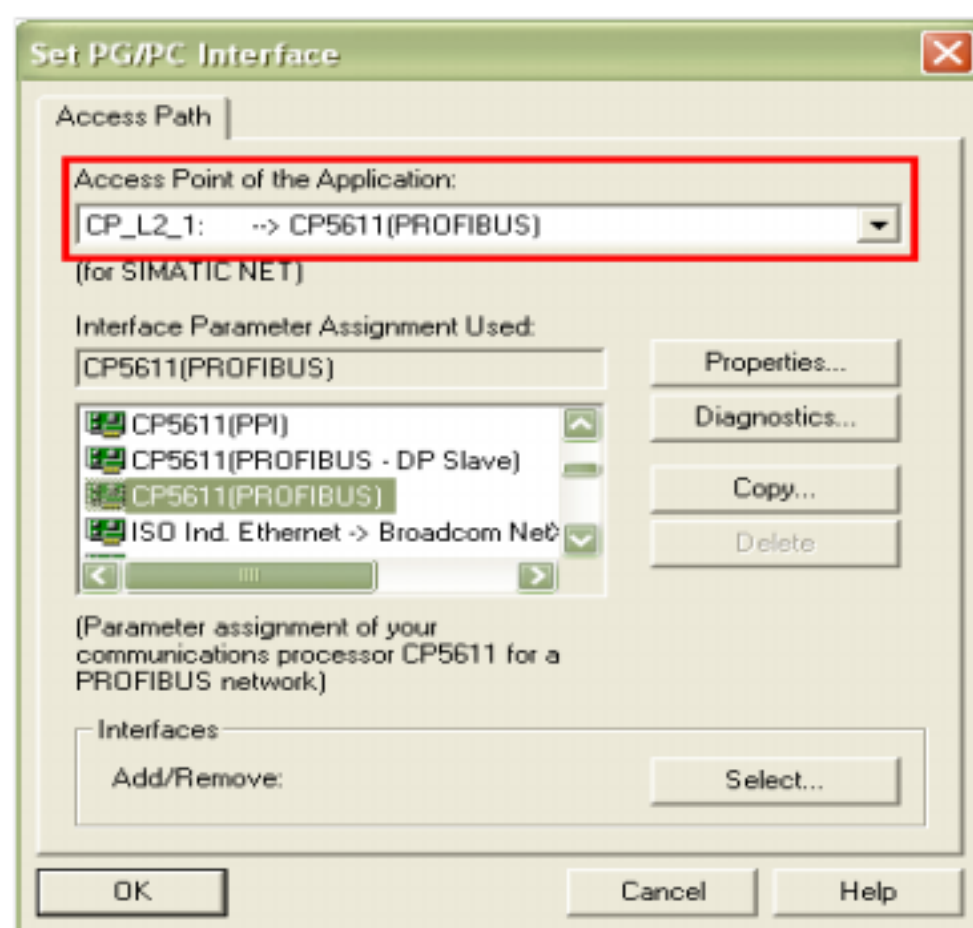 Set PG/PC Interface
Access Path
Access Point of the Application:
CP_L2_1: --> CP5611(PROFIBUS)
(for SIMATIC NET)
Interface Parameter Assignment Used:
CP5611(PROFIBUS)
Properties...
CP5611(PPI)
CP5611(PROFIBUS - DP Slave)
CP5611(PROFIBUS)
ISO Ind. Ethernet -> Broadcom Net
Diagnostics...
Copy...
Delete
(Parameter assignment of your
communications processor CP5611 for a
PROFIBUS network)
Interfaces
Add/Remove:
Select...
OK
Cancel
Help